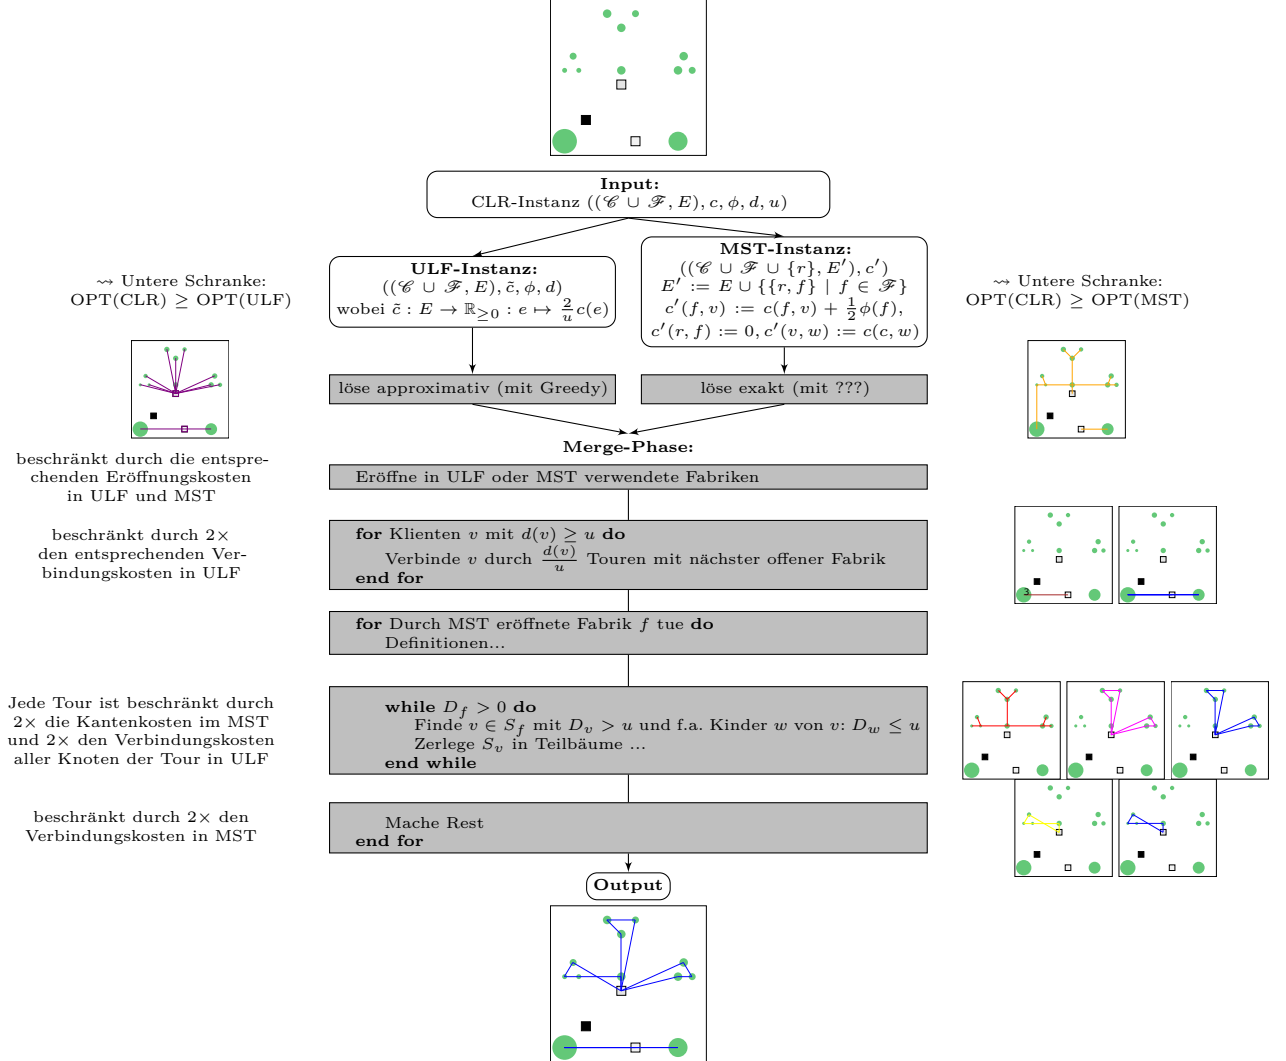 Input:
CLR-Instanz ((𝒞 ∪ ℱ, E), c, ϕ, d, u)
ULF-Instanz:
((𝒞 ∪ ℱ, E), c̃, ϕ, d)
wobei c̃ : E → ℝ≥0 : e ↦ 2/u c(e)
MST-Instanz:
((𝒞 ∪ ℱ ∪ {r}, E′), c′)
E′ := E ∪ {{r, f} | f ∈ ℱ}
c′(f, v) := c(f, v) + 1/2 ϕ(f),
c′(r, f) := 0, c′(v, w) := c(c, w)
⇝ Untere Schranke:
OPT(CLR) ≥ OPT(ULF)
⇝ Untere Schranke:
OPT(CLR) ≥ OPT(MST)
löse approximativ (mit Greedy)
löse exakt (mit ???)
Merge-Phase:
beschränkt durch die entspre-
chenden Eröffnungskosten
in ULF und MST
Eröffne in ULF oder MST verwendete Fabriken
beschränkt durch 2×
den entsprechenden Ver-
bindungskosten in ULF
for Klienten v mit d(v) ≥ u do
Verbinde v durch d(v)/u Touren mit nächster offener Fabrik
end for
3
for Durch MST eröffnete Fabrik f tue do
Definitionen...
Jede Tour ist beschränkt durch
2× die Kantenkosten im MST
und 2× den Verbindungskosten
aller Knoten der Tour in ULF
while D_f > 0 do
Finde v ∈ S_f mit D_v > u und f.a. Kinder w von v: D_w ≤ u
Zerlege S_v in Teilbäume ...
end while
beschränkt durch 2× den
Verbindungskosten in MST
Mache Rest
end for
Output